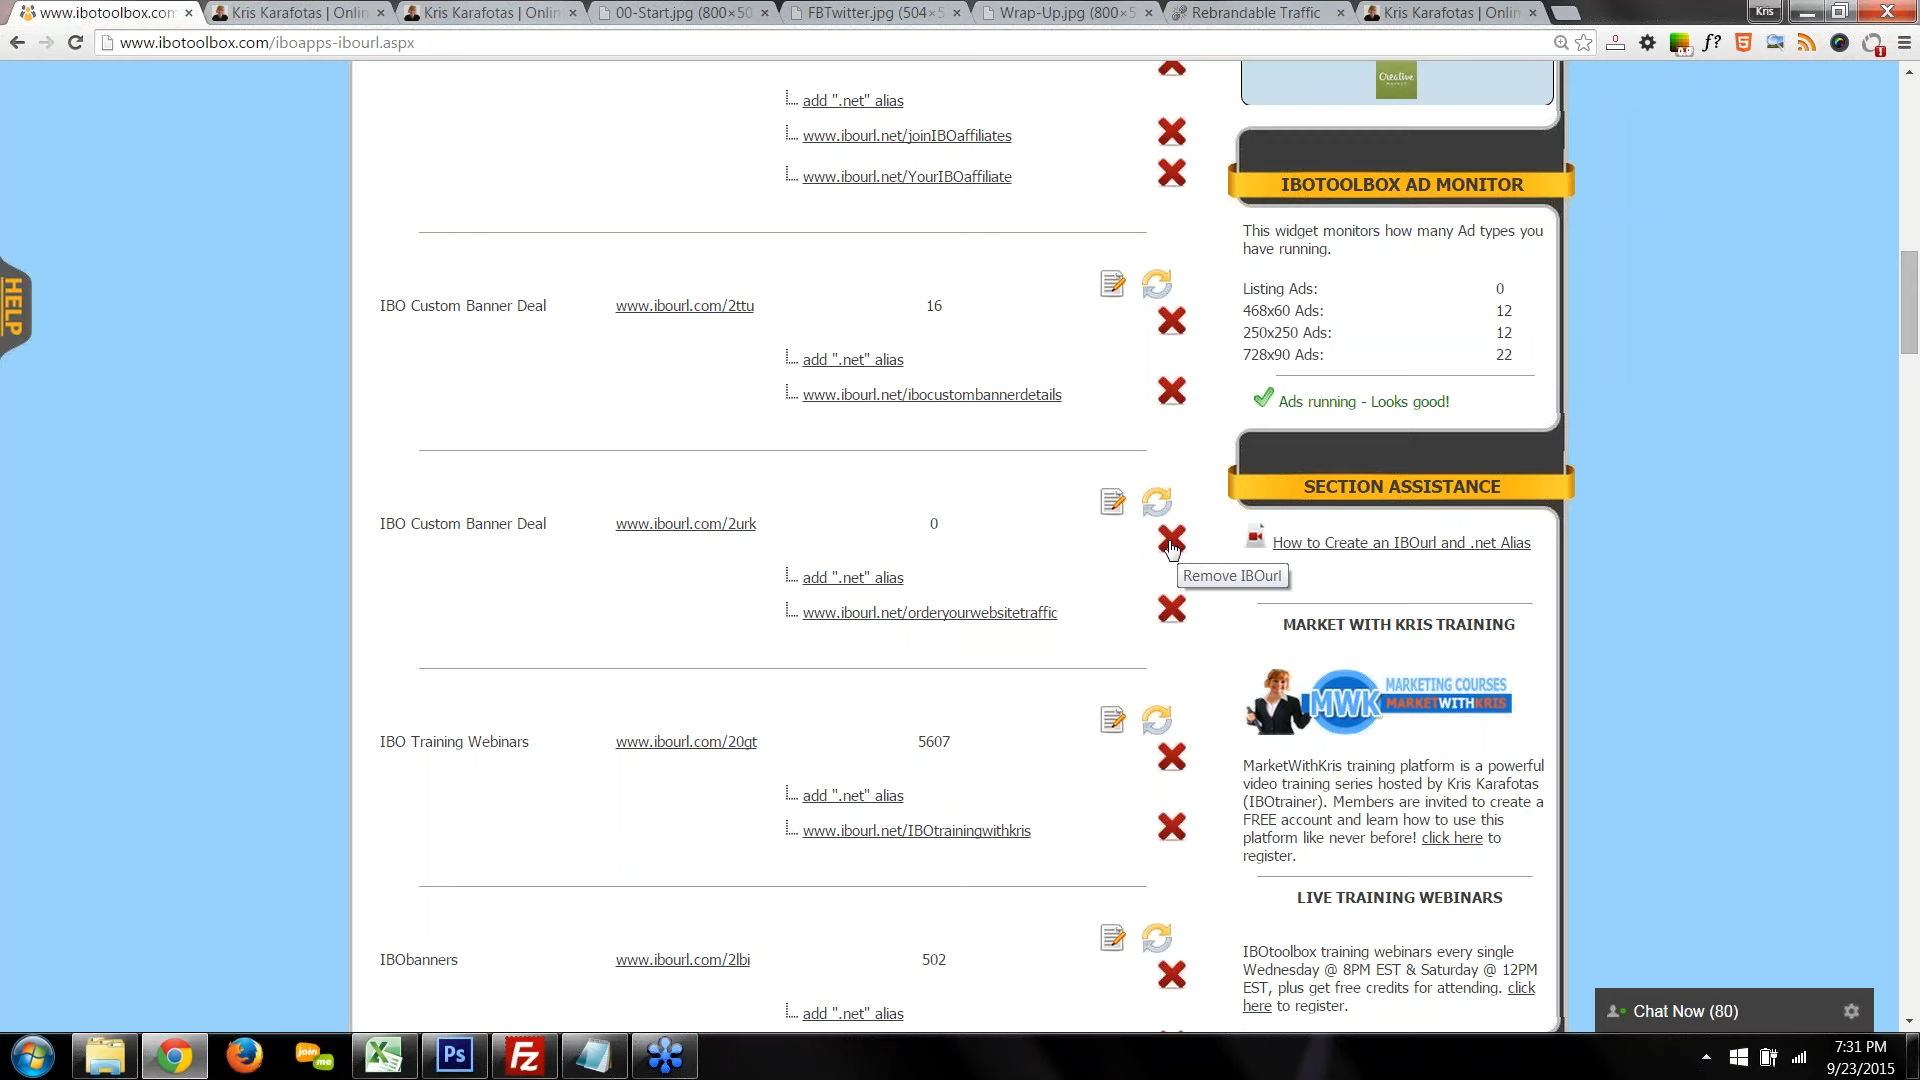 www.ibotoolbox.com
Kris Karafotas | Onlin
Kris Karafotas | Onlin
00-Start.jpg (800×50
FBTwitter.jpg (504×5
Wrap-Up.jpg (800×5
Rebrandable Traffic
Kris Karafotas | Onlin
Kris
www.ibotoolbox.com/iboapps-ibourl.aspx
add ".net" alias
www.ibourl.net/joinIBOaffiliates
www.ibourl.net/YourIBOaffiliate
IBO Custom Banner Deal www.ibourl.com/2ttu 16
add ".net" alias
www.ibourl.net/ibocustombannerdetails
IBO Custom Banner Deal www.ibourl.com/2urk 0
Remove IBOurl
add ".net" alias
www.ibourl.net/orderyourwebsitetraffic
IBO Training Webinars www.ibourl.com/20gt 5607
add ".net" alias
www.ibourl.net/IBOtrainingwithkris
IBObanners www.ibourl.com/2lbi 502
add ".net" alias
HELP
Creative
MARKET
IBOTOOLBOX AD MONITOR
This widget monitors how many Ad types you
have running.
Listing Ads: 0
468x60 Ads: 12
250x250 Ads: 12
728x90 Ads: 22
Ads running - Looks good!
SECTION ASSISTANCE
How to Create an IBOurl and .net Alias
MARKET WITH KRIS TRAINING
MWK
MARKETING COURSES
MARKETWITHKRIS
MarketWithKris training platform is a powerful
video training series hosted by Kris Karafotas
(IBOtrainer). Members are invited to create a
FREE account and learn how to use this
platform like never before! click here to
register.
LIVE TRAINING WEBINARS
IBOtoolbox training webinars every single
Wednesday @ 8PM EST & Saturday @ 12PM
EST, plus get free credits for attending. click
here to register.
Chat Now (80)
join
me
Ps
Fz
7:31 PM
9/23/2015